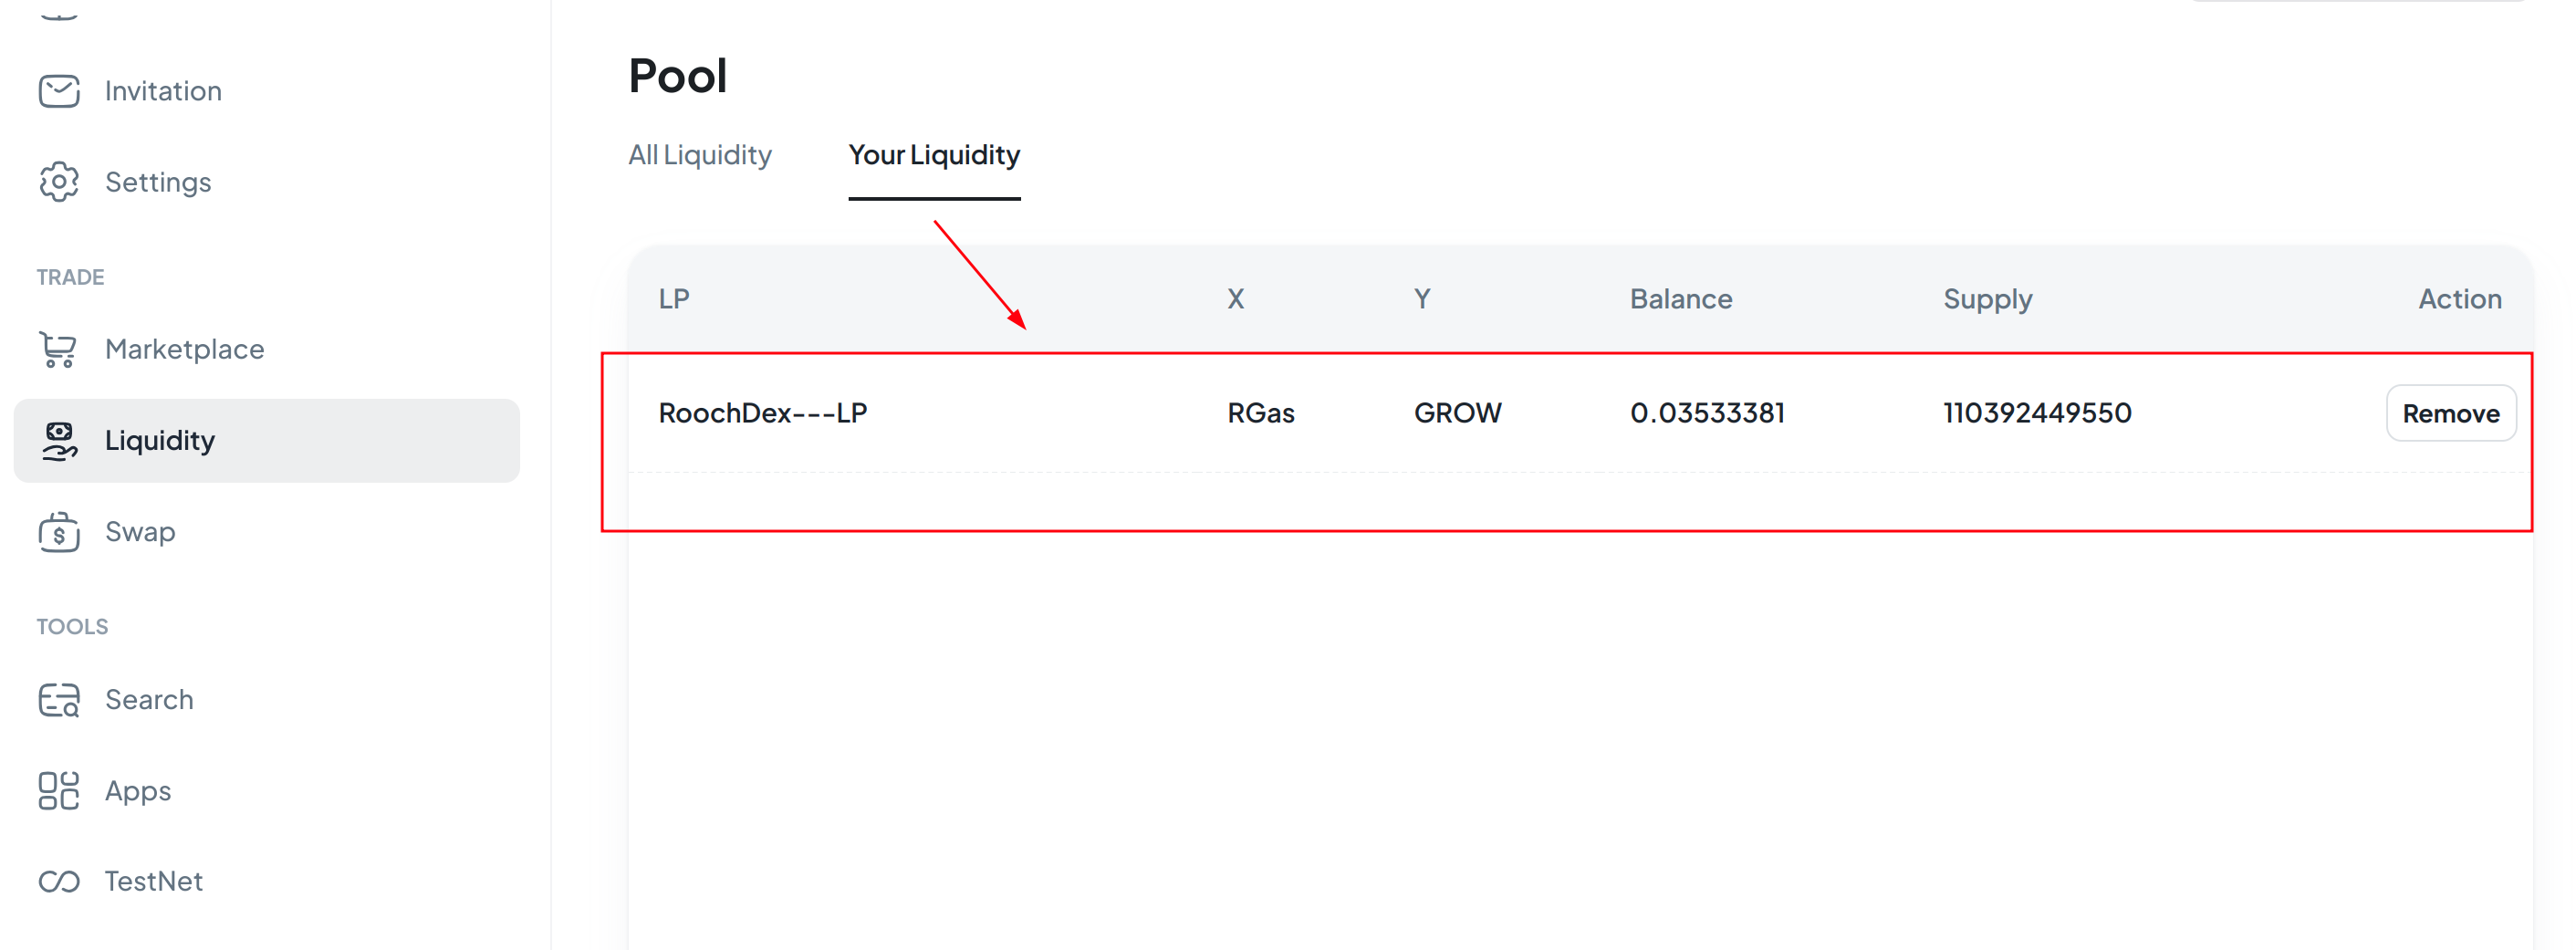 Invitation
Settings
TRADE
Marketplace
Liquidity
Swap
TOOLS
Search
Apps
TestNet
Pool
All Liquidity Your Liquidity
LP X Y Balance Supply Action
RoochDex---LP RGas GROW 0.03533381 110392449550 Remove